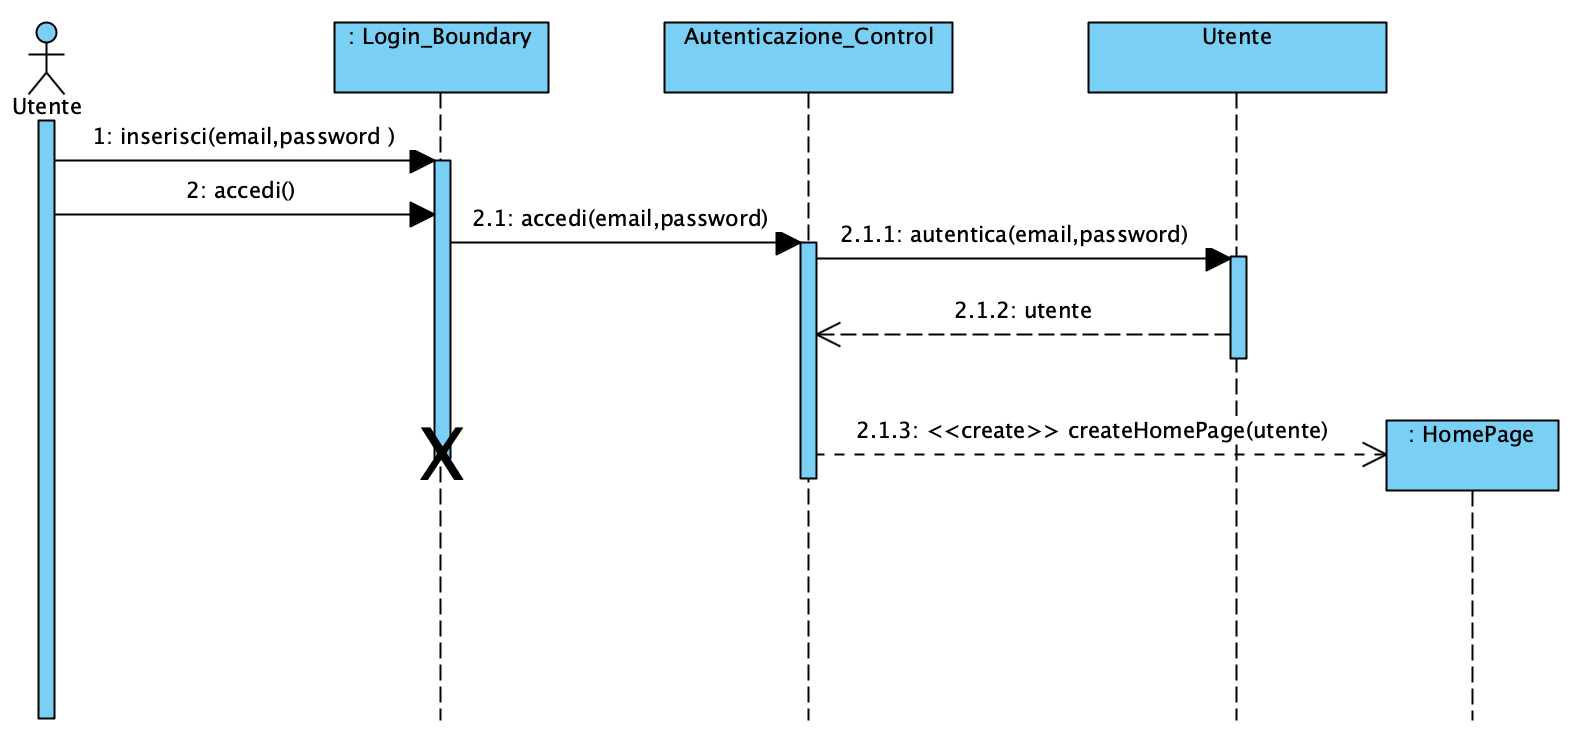 Utente
: Login_Boundary
Autenticazione_Control
Utente
1: inserisci(email,password )
2: accedi()
2.1: accedi(email,password)
2.1.1: autentica(email,password)
2.1.2: utente
2.1.3: <<create>> createHomePage(utente)
: HomePage